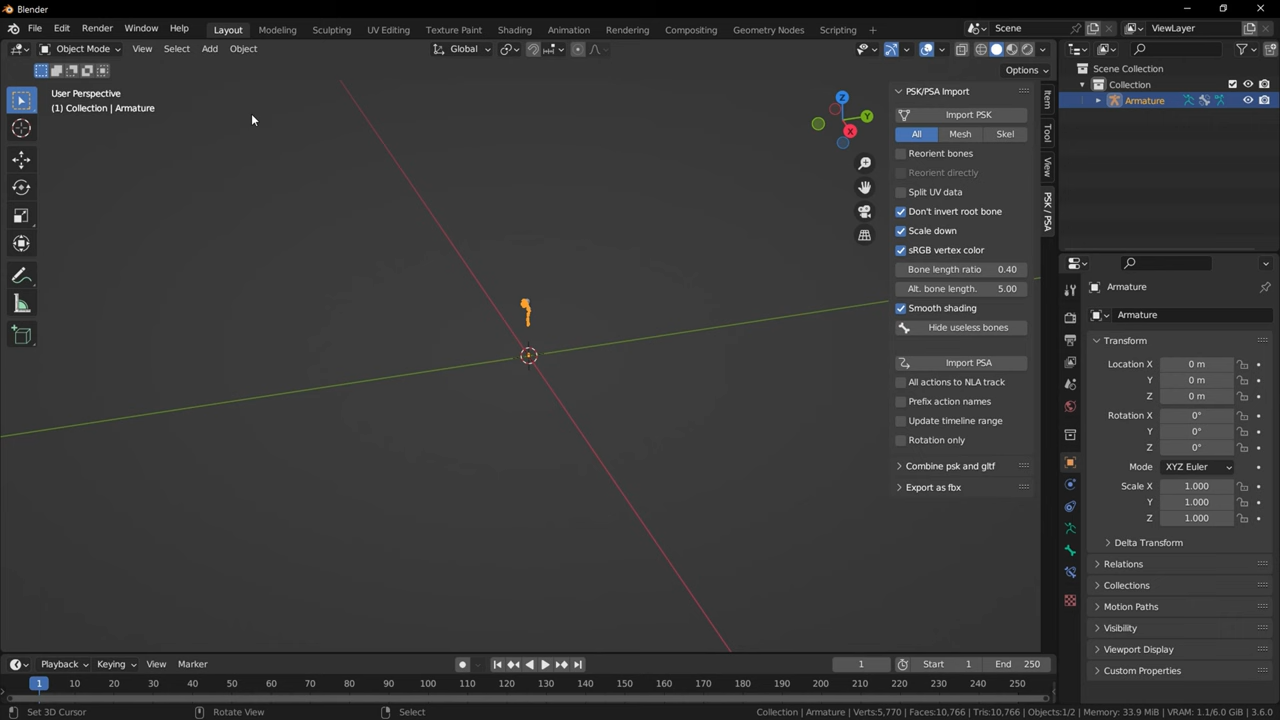 Blender
File Edit Render Window Help Layout Modeling Sculpting UV Editing Texture Paint Shading Animation Rendering Compositing Geometry Nodes Scripting Scene ViewLayer
Object Mode View Select Add Object Global
Options
User Perspective
(1) Collection | Armature
X
Y
Z
PSK/PSA Import
Import PSK
All Mesh Skel
Reorient bones
Reorient directly
Split UV data
Don't invert root bone
Scale down
sRGB vertex color
Bone length ratio 0.40
Alt. bone length. 5.00
Smooth shading
Hide useless bones
Import PSA
All actions to NLA track
Prefix action names
Update timeline range
Rotation only
Combine psk and gltf
Export as fbx
Item
Tool
View
PSK / PSA
Scene Collection
Collection
Armature
Armature
Armature
Transform
Location X 0 m
Y 0 m
Z 0 m
Rotation X 0°
Y 0°
Z 0°
Mode XYZ Euler
Scale X 1.000
Y 1.000
Z 1.000
Delta Transform
Relations
Collections
Motion Paths
Visibility
Viewport Display
Custom Properties
Playback Keying View Marker 1 Start 1 End 250
1 10 20 30 40 50 60 70 80 90 100 110 120 130 140 150 160 170 180 190 200 210 220 230 240 250
Set 3D Cursor Rotate View Select Collection | Armature | Verts:5,770 | Faces:10,766 | Tris:10,766 | Objects:1/2 | Memory: 33.9 MiB | VRAM: 1.1/6.0 GiB | 3.6.0